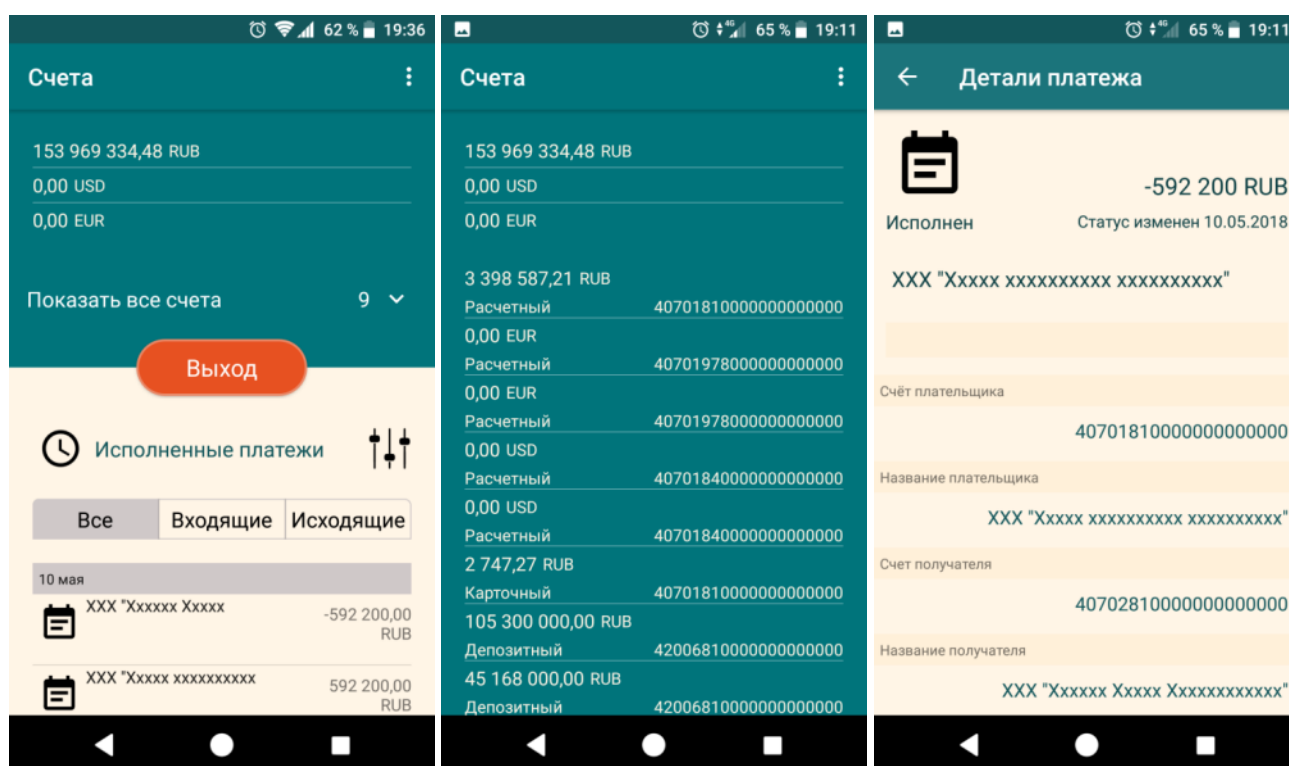 62 % 19:36
Счета
153 969 334,48 RUB
0,00 USD
0,00 EUR
Показать все счета 9
Выход
Исполненные платежи
Все Входящие Исходящие
10 мая
XXX "Xxxxxx Xxxxx -592 200,00
RUB
XXX "Xxxxx xxxxxxxxxx 592 200,00
RUB
4G 65 % 19:11
Счета
153 969 334,48 RUB
0,00 USD
0,00 EUR
3 398 587,21 RUB
Расчетный 40701810000000000000
0,00 EUR
Расчетный 40701978000000000000
0,00 EUR
Расчетный 40701978000000000000
0,00 USD
Расчетный 40701840000000000000
0,00 USD
Расчетный 40701840000000000000
2 747,27 RUB
Карточный 40701810000000000000
105 300 000,00 RUB
Депозитный 42006810000000000000
45 168 000,00 RUB
Депозитный 42006810000000000000
4G 65 % 19:11
Детали платежа
-592 200 RUB
Исполнен Статус изменен 10.05.2018
XXX "Xxxxx xxxxxxxxxx xxxxxxxxxx"
Счёт плательщика
40701810000000000000
Название плательщика
XXX "Xxxxx xxxxxxxxxx xxxxxxxxxx"
Счет получателя
40702810000000000000
Название получателя
XXX "Xxxxxx Xxxxx Xxxxxxxxxxxx"